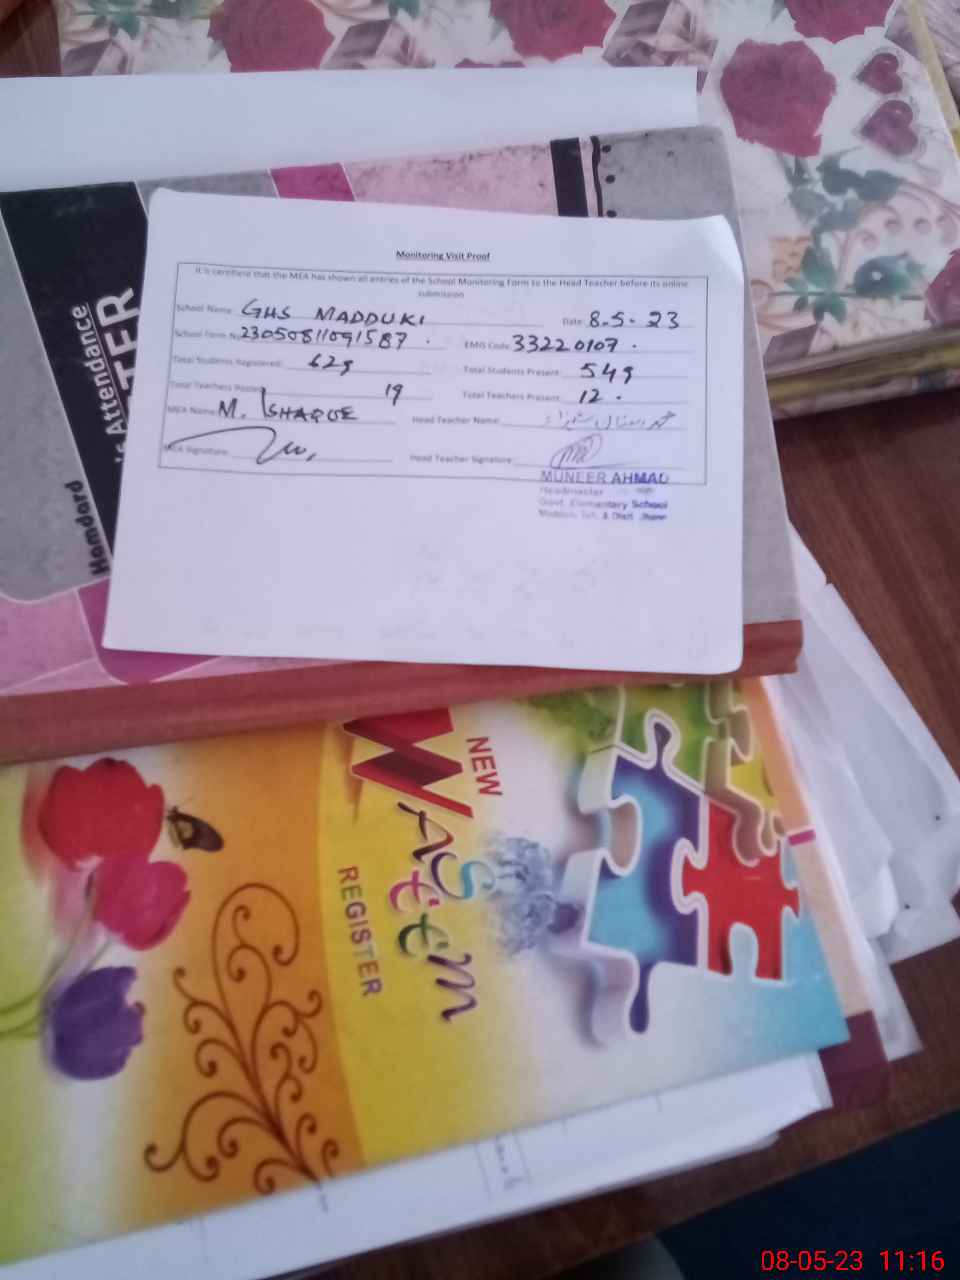 Monitoring Visit Proof
It is certified that the MEA has shown all entries of the School Monitoring Form to the Head Teacher before its online
submission
School Name: GHS MADDUKI Date: 8.5.23
School Form No 23050811091587. EMIS Code 33220107.
Total Students Registered: 629 Total Students Present: 549
Total Teachers Posted 19 Total Teachers Present: 12.
MEA Name: M. ISHAQUE Head Teacher Name:
MEA Signature: Head Teacher Signature:
MUNEER AHMAD
Headmaster
Govt. Elementary School
Distt. Jhang
's Attendance
Hamdard
NEW
WASEEM
REGISTER
08-05-23 11:16